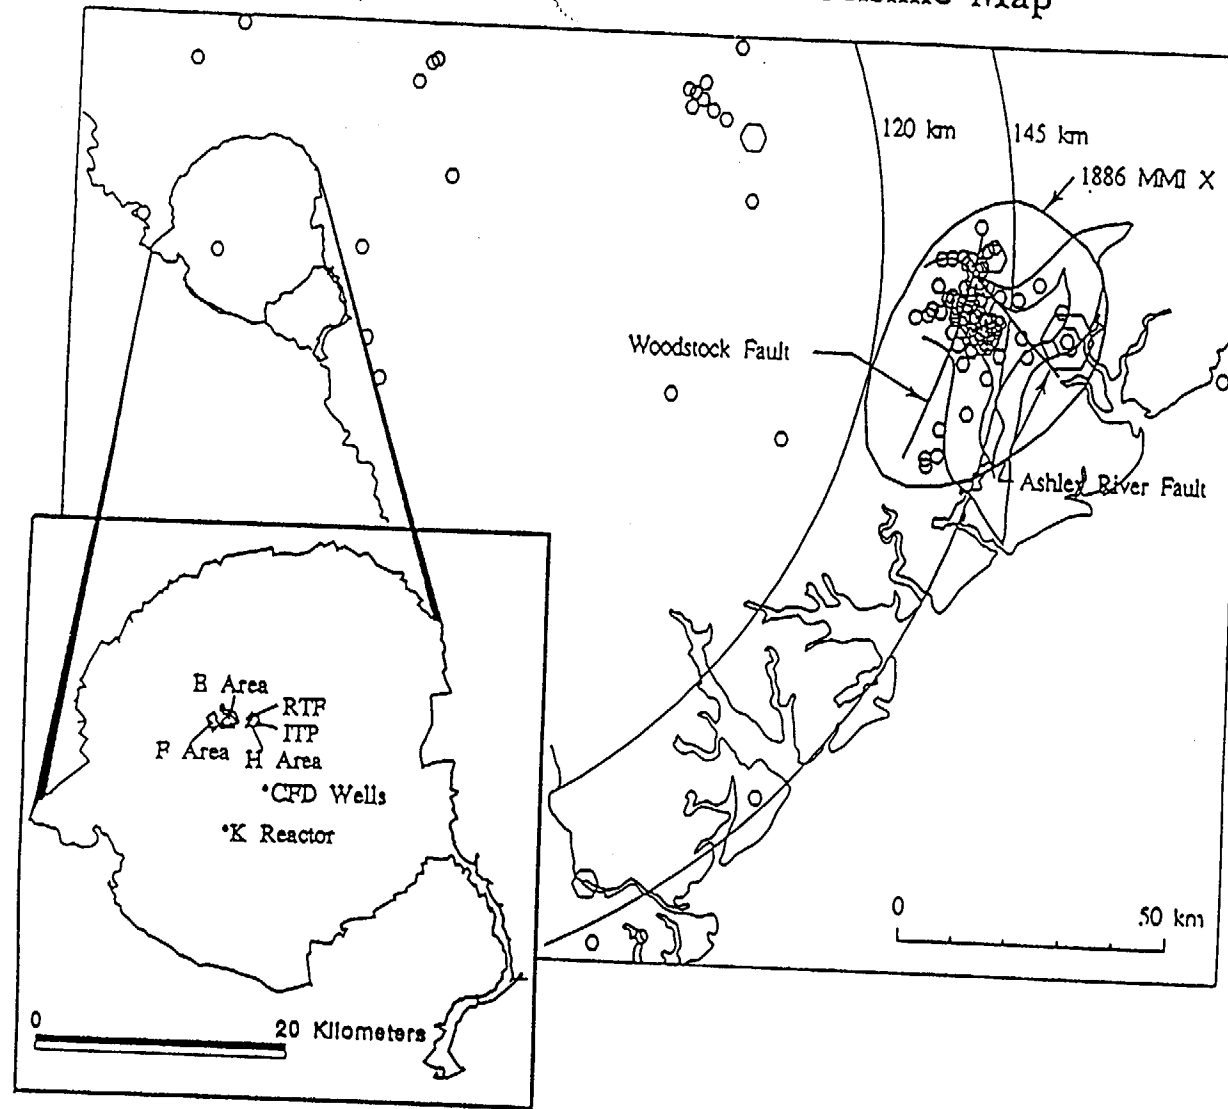 Map
120 km
145 km
1886 MMI X
Woodstock Fault
Ashley River Fault
E Area
RTF
ITP
F Area
H Area
CFD Wells
K Reactor
0
50 km
0
20 Kilometers